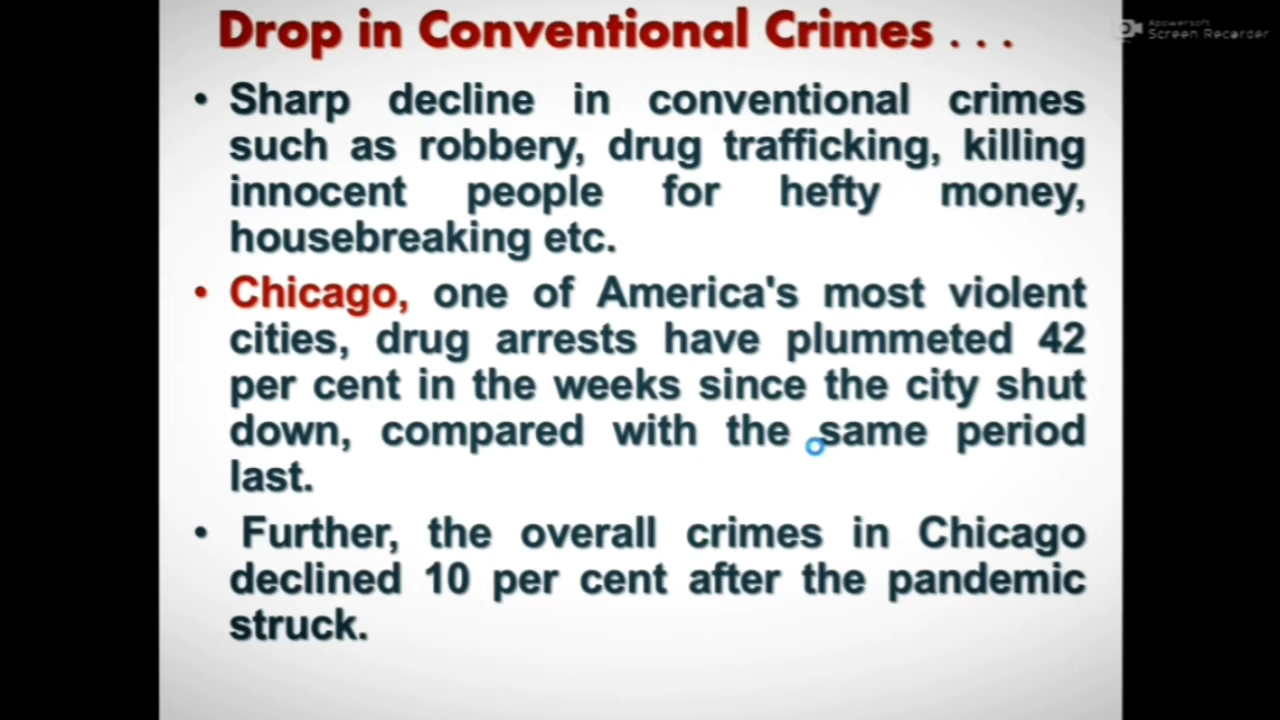 Drop in Conventional Crimes . . .
Apowersoft
Screen Recorder
• Sharp decline in conventional crimes
such as robbery, drug trafficking, killing
innocent people for hefty money,
housebreaking etc.
• Chicago, one of America's most violent
cities, drug arrests have plummeted 42
per cent in the weeks since the city shut
down, compared with the same period
last.
• Further, the overall crimes in Chicago
declined 10 per cent after the pandemic
struck.